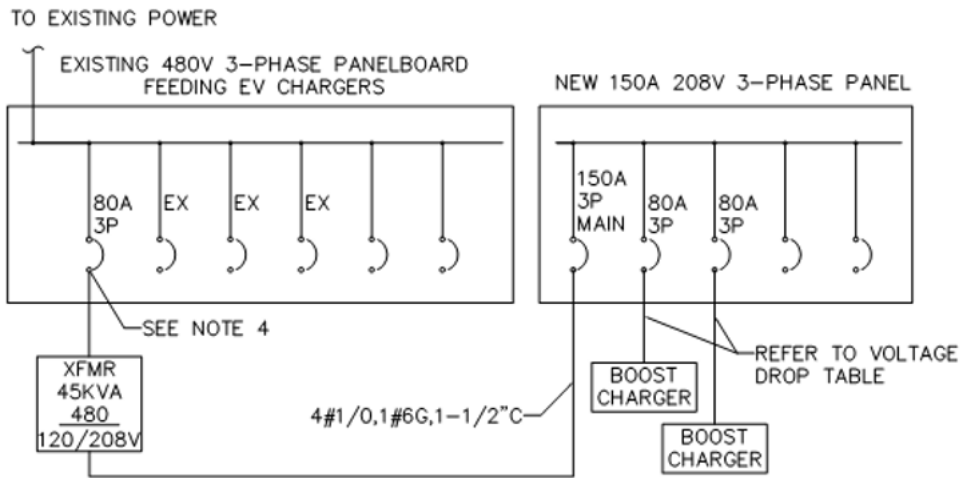 TO EXISTING POWER
EXISTING 480V 3-PHASE PANELBOARD
FEEDING EV CHARGERS
80A
3P
EX
EX
EX
SEE NOTE 4
XFMR
45KVA
480
120/208V
NEW 150A 208V 3-PHASE PANEL
150A
3P
MAIN
80A
3P
80A
3P
4#1/0,1#6G,1-1/2"C
BOOST
CHARGER
BOOST
CHARGER
REFER TO VOLTAGE
DROP TABLE